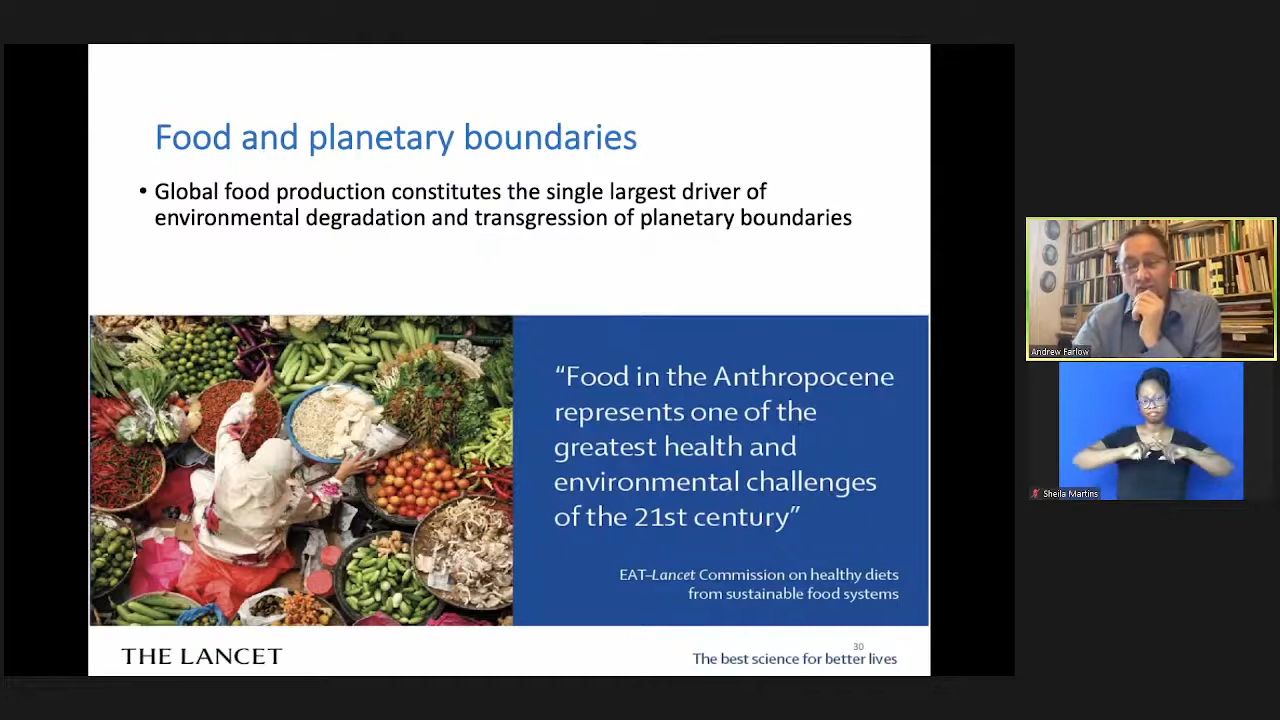 Food and planetary boundaries
• Global food production constitutes the single largest driver of
environmental degradation and transgression of planetary boundaries
“Food in the Anthropocene
represents one of the
greatest health and
environmental challenges
of the 21st century”
EAT–Lancet Commission on healthy diets
from sustainable food systems
THE LANCET
30
The best science for better lives
Andrew Farlow
Sheila Martins